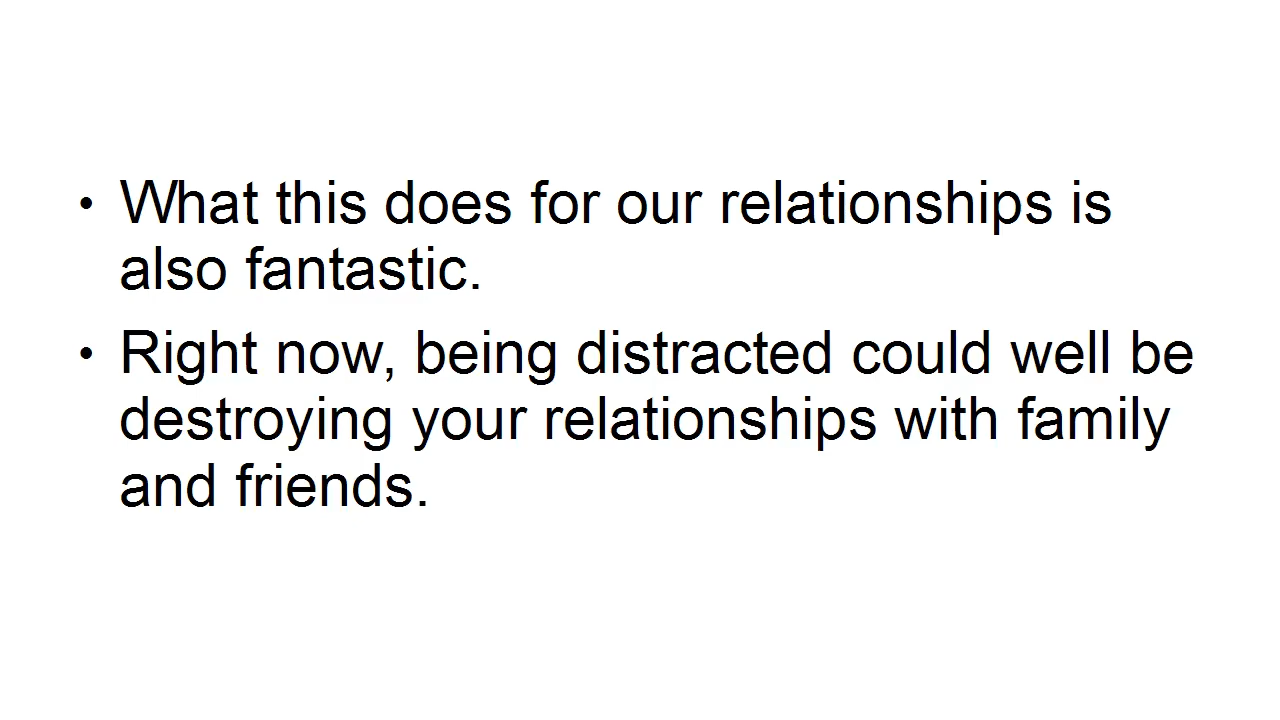 • What this does for our relationships is
also fantastic.
• Right now, being distracted could well be
destroying your relationships with family
and friends.